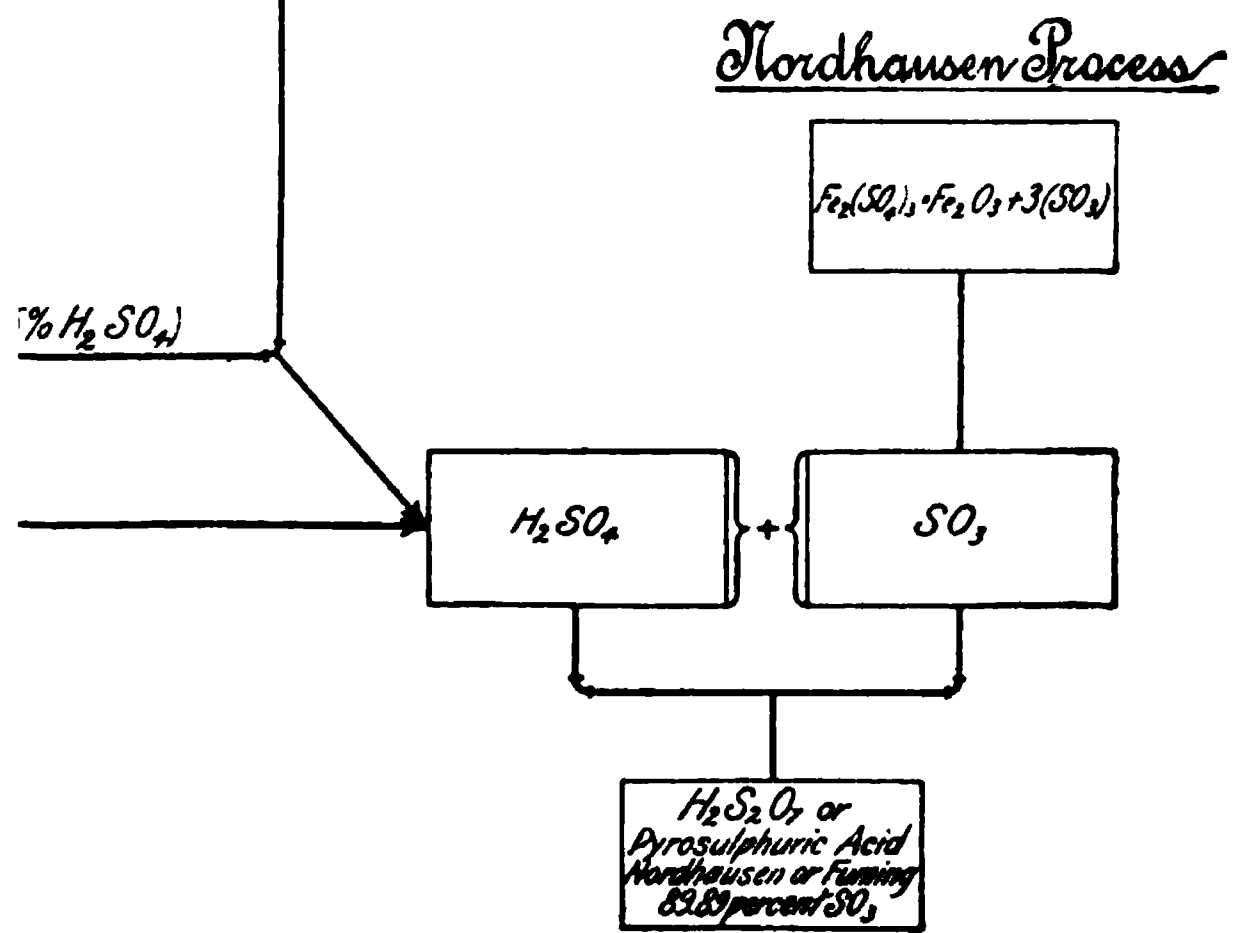 Nordhausen Process
Fe₂(SO₄)₃·Fe₂O₃+3(SO₃)
% H₂SO₄)
H₂SO₄
+
SO₃
H₂S₂O₇ or
Pyrosulphuric Acid
Nordhausen or Fuming
89.89 percent SO₃